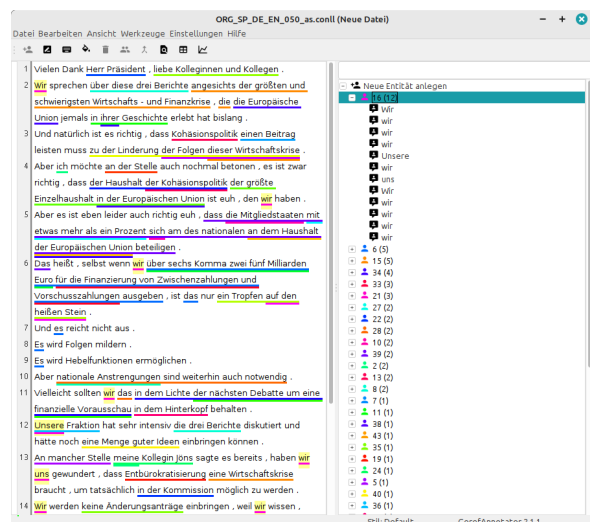 ORG_SP_DE_EN_050_as.conll (Neue Datei)
Datei Bearbeiten Ansicht Werkzeuge Einstellungen Hilfe
1 Vielen Dank Herr Präsident , liebe Kolleginnen und Kollegen .
2 Wir sprechen über diese drei Berichte angesichts der größten und
schwierigsten Wirtschafts - und Finanzkrise , die die Europäische
Union jemals in ihrer Geschichte erlebt hat bislang .
3 Und natürlich ist es richtig , dass Kohäsionspolitik einen Beitrag
leisten muss zu der Linderung der Folgen dieser Wirtschaftskrise .
4 Aber ich möchte an der Stelle auch nochmal betonen , es ist zwar
richtig , dass der Haushalt der Kohäsionspolitik der größte
Einzelhaushalt in der Europäischen Union ist euh , den wir haben .
5 Aber es ist eben leider auch richtig euh , dass die Mitgliedstaaten mit
etwas mehr als ein Prozent sich am des nationalen an dem Haushalt
der Europäischen Union beteiligen .
6 Das heißt , selbst wenn wir über sechs Komma zwei fünf Milliarden
Euro für die Finanzierung von Zwischenzahlungen und
Vorschusszahlungen ausgeben , ist das nur ein Tropfen auf den
heißen Stein .
7 Und es reicht nicht aus .
8 Es wird Folgen mildern .
9 Es wird Hebelfunktionen ermöglichen .
10 Aber nationale Anstrengungen sind weiterhin auch notwendig .
11 Vielleicht sollten wir das in dem Lichte der nächsten Debatte um eine
finanzielle Vorausschau in dem Hinterkopf behalten .
12 Unsere Fraktion hat sehr intensiv die drei Berichte diskutiert und
hätte noch eine Menge guter Ideen einbringen können .
13 An mancher Stelle meine Kollegin Jöns sagte es bereits , haben wir
uns gewundert , dass Entbürokratisierung eine Wirtschaftskrise
braucht , um tatsächlich in der Kommission möglich zu werden .
14 Wir werden keine Änderungsanträge einbringen , weil wir wissen ,
Neue Entität anlegen
16 (12)
Wir
wir
wir
wir
Unsere
wir
uns
Wir
wir
wir
wir
wir
6 (5)
15 (5)
34 (4)
33 (3)
21 (3)
27 (2)
22 (2)
28 (2)
10 (2)
39 (2)
2 (2)
13 (2)
8 (2)
7 (1)
11 (1)
38 (1)
43 (1)
35 (1)
19 (1)
24 (1)
5 (1)
40 (1)
36 (1)
Stil: Default CorefAnnotator 2.1.1